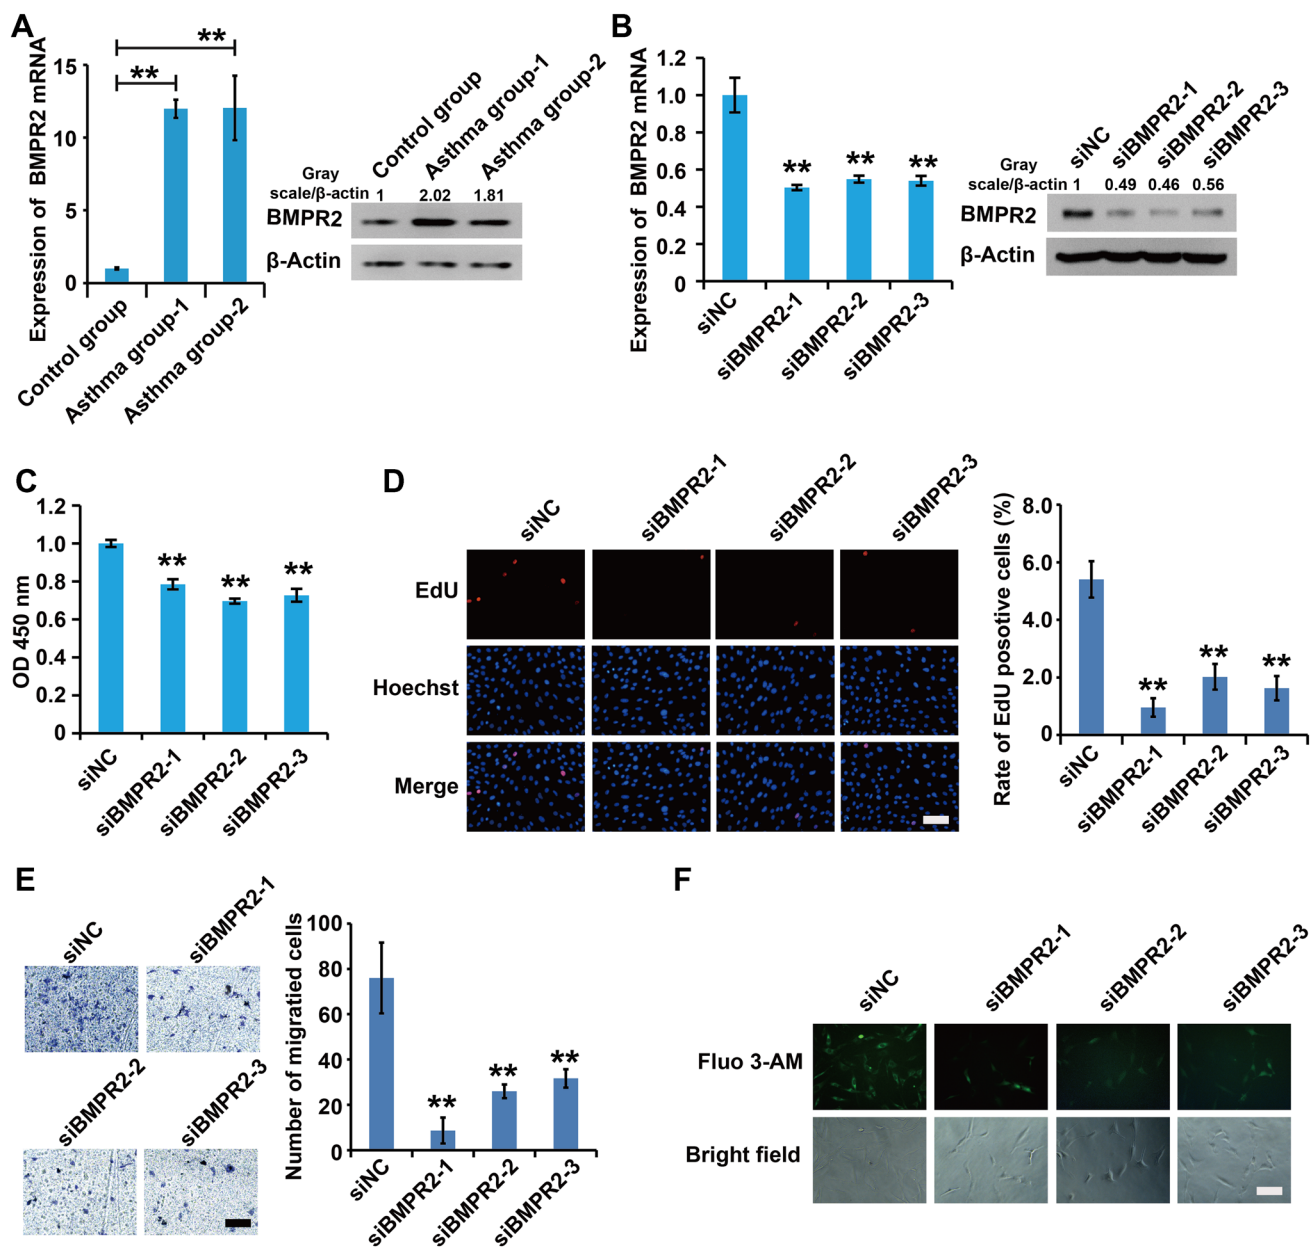 A
Expression of BMPR2 mRNA
15
10
5
0
**
**
Control group
Asthma group-1
Asthma group-2
Control group
Asthma group-1
Asthma group-2
Gray
scale/β-actin 1 2.02 1.81
BMPR2
β-Actin
B
Expression of BMPR2 mRNA
1.2
1.0
0.8
0.6
0.4
1.2
0
** ** **
siNC
siBMPR2-1
siBMPR2-2
siBMPR2-3
siNC
siBMPR2-1
siBMPR2-2
siBMPR2-3
Gray
scale/β-actin 1 0.49 0.46 0.56
BMPR2
β-Actin
C
OD 450 nm
1.2
1.0
0.8
0.6
0.4
0.2
0
** ** **
siNC
siBMPR2-1
siBMPR2-2
siBMPR2-3
D
siNC
siBMPR2-1
siBMPR2-2
siBMPR2-3
EdU
Hoechst
Merge
Rate of EdU posotive cells (%)
8.0
6.0
4.0
2.0
0
** ** **
siNC
siBMPR2-1
siBMPR2-2
siBMPR2-3
E
siNC
siBMPR2-1
siBMPR2-2
siBMPR2-3
Number of migratied cells
100
80
60
40
20
0
** ** **
siNC
siBMPR2-1
siBMPR2-2
siBMPR2-3
F
siNC
siBMPR2-1
siBMPR2-2
siBMPR2-3
Fluo 3-AM
Bright field